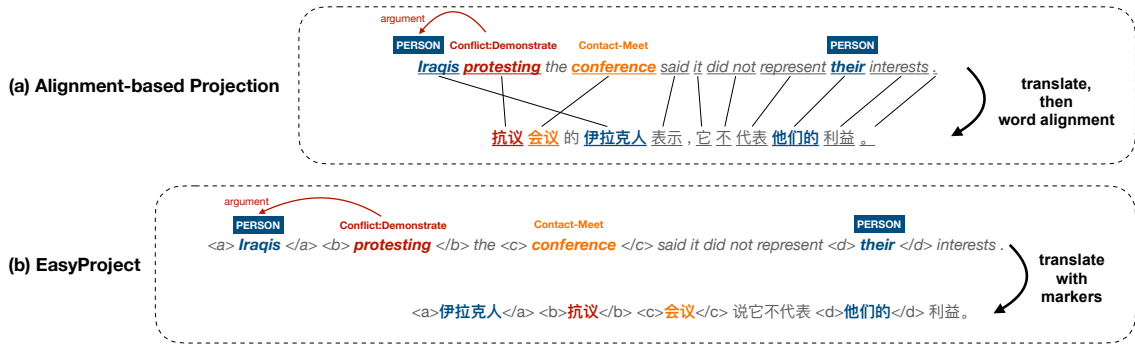 argument
PERSON Conflict:Demonstrate Contact-Meet PERSON
(a) Alignment-based Projection
Iraqis protesting the conference said it did not represent their interests .
translate,
then
word alignment
抗议 会议 的 伊拉克人 表示 , 它 不 代表 他们的 利益 。
argument
PERSON Conflict:Demonstrate Contact-Meet PERSON
<a> Iraqis </a> <b> protesting </b> the <c> conference </c> said it did not represent <d> their </d> interests .
(b) EasyProject
translate
with
markers
<a>伊拉克人</a> <b>抗议</b> <c>会议</c> 说它不代表 <d>他们的</d> 利益。